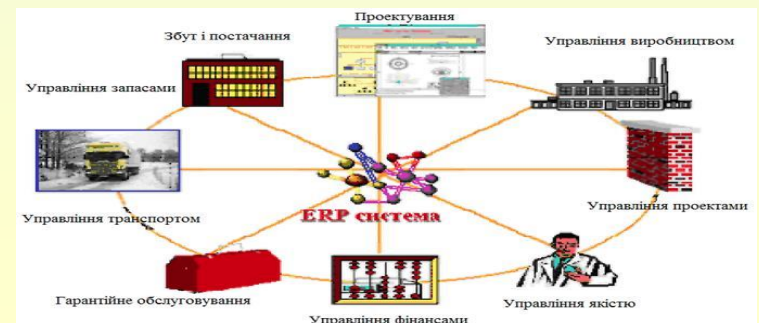 Проектування
Збут і постачання
Управління виробництвом
Управління запасами
ERP система
Управління проектами
Управління транспортом
Гарантійне обслуговування
Управління якістю
Управління фінансами